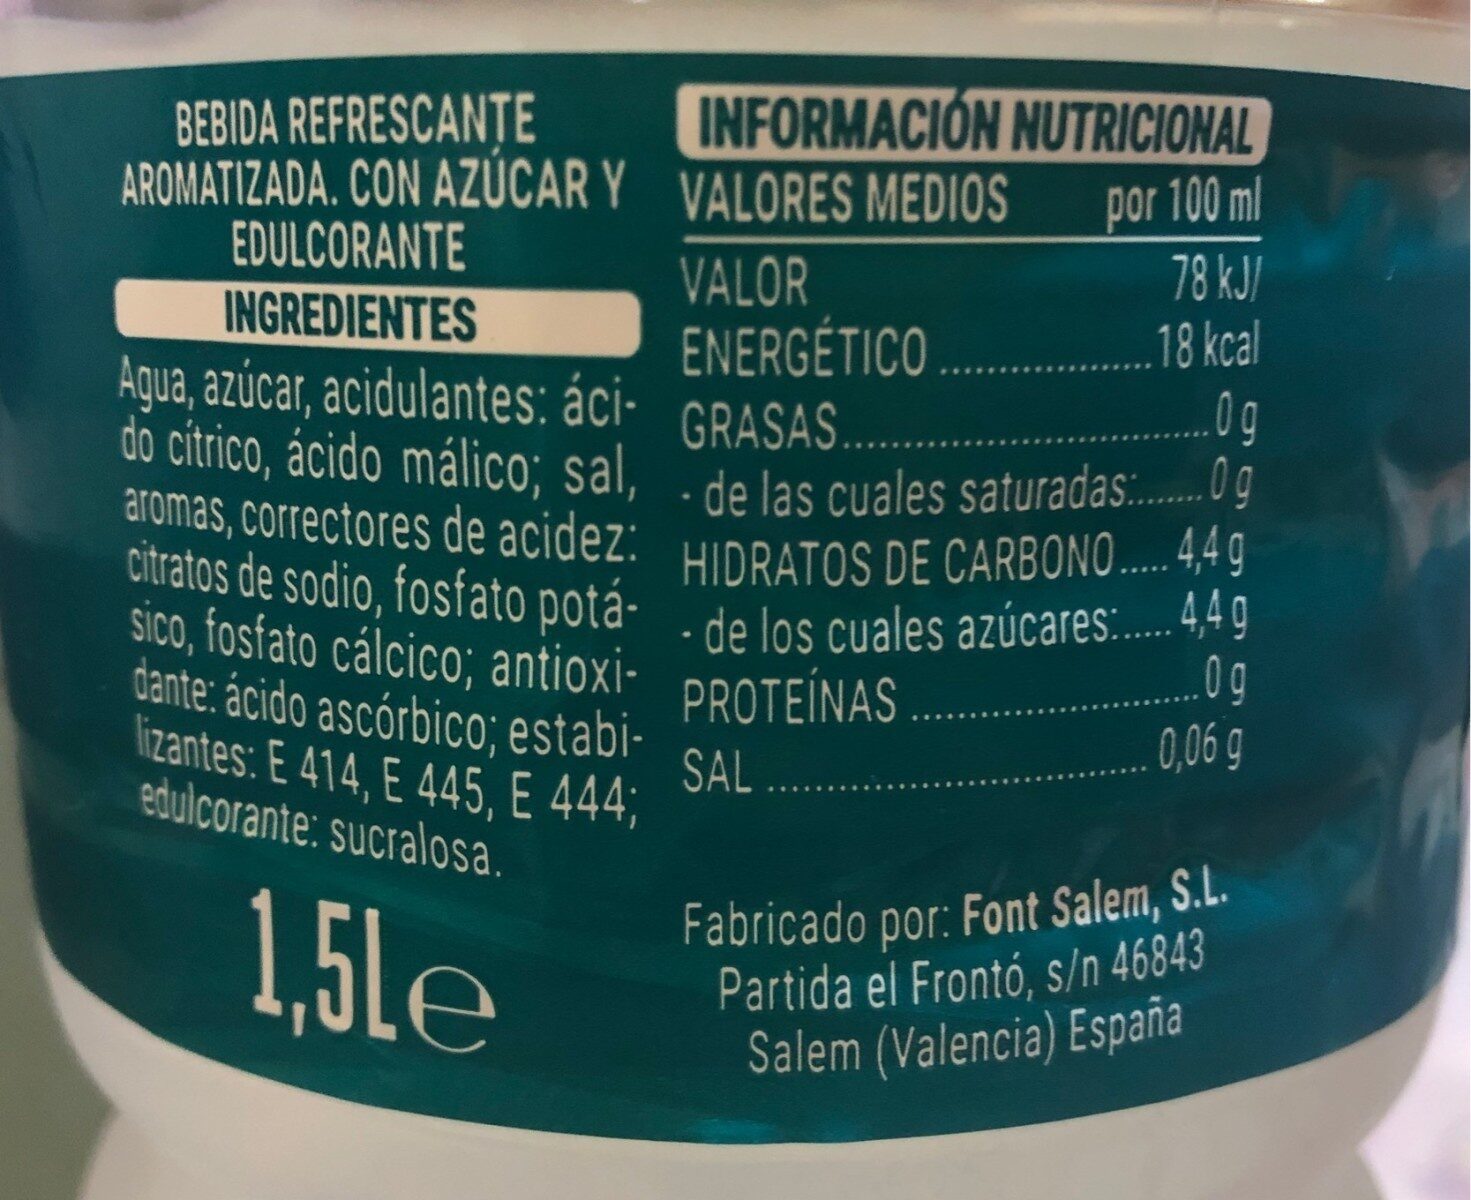 BEBIDA REFRESCANTE
AROMATIZADA. CON AZÚCAR Y
EDULCORANTE
INGREDIENTES
Agua, azúcar, acidulantes: áci-
do cítrico, ácido málico; sal,
aromas, correctores de acidez:
citratos de sodio, fosfato potá-
sico, fosfato cálcico; antioxi-
dante: ácido ascórbico; estabi-
lizantes: E 414, E 445, E 444;
edulcorante: sucralosa.
1,5L e
INFORMACIÓN NUTRICIONAL
VALORES MEDIOS por 100 ml
VALOR 78 kJ/
ENERGÉTICO .................. 18 kcal
GRASAS............................... 0 g
- de las cuales saturadas:....... 0 g
HIDRATOS DE CARBONO..... 4,4 g
- de los cuales azúcares:...... 4,4 g
PROTEÍNAS ........................ 0 g
SAL ................................ 0,06 g
Fabricado por: Font Salem, S.L.
Partida el Frontó, s/n 46843
Salem (Valencia) España